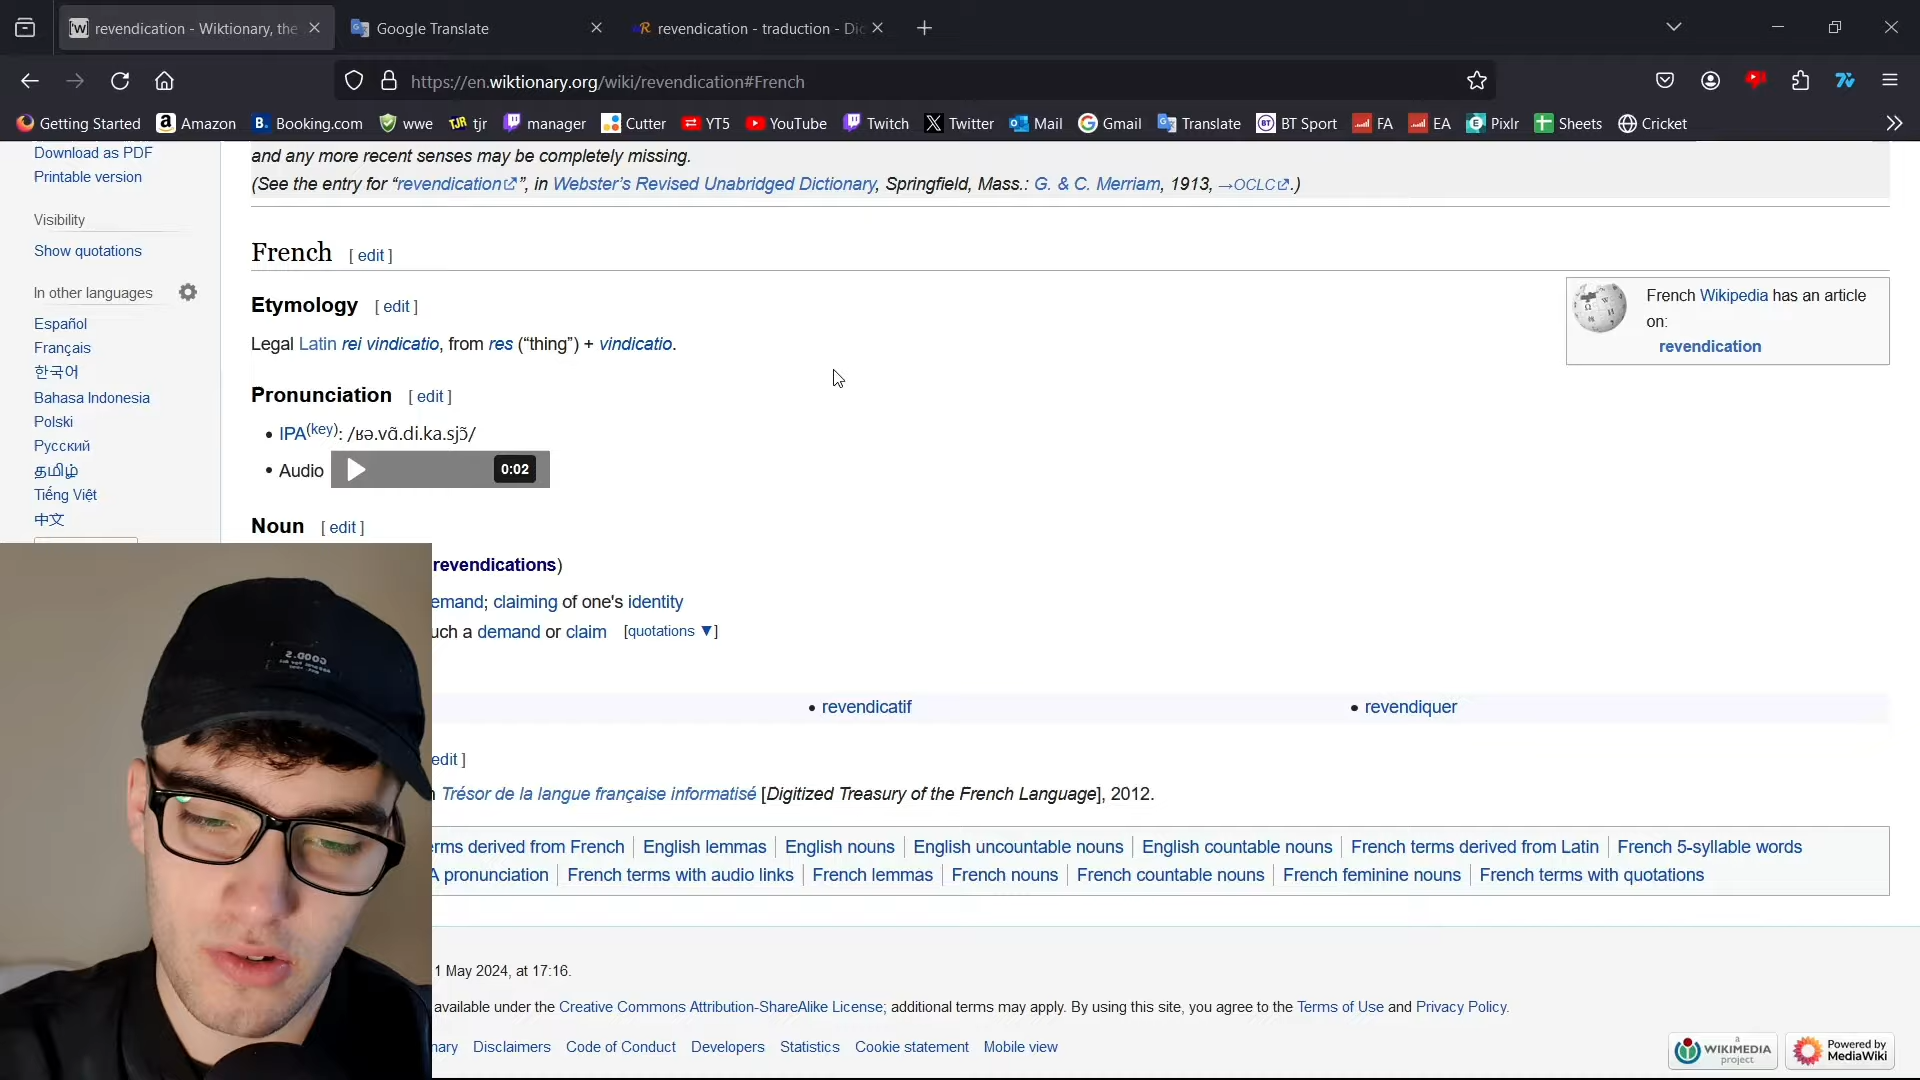 revendication - Wiktionary, the
Google Translate
revendication - traduction - Dic
https://en.wiktionary.org/wiki/revendication#French
Getting Started
Amazon
Booking.com
wwe
tjr
manager
Cutter
YT5
YouTube
Twitch
Twitter
Mail
Gmail
Translate
BT Sport
FA
EA
Pixlr
Sheets
Cricket
Download as PDF
Printable version
Visibility
Show quotations
In other languages
Español
Français
한국어
Bahasa Indonesia
Polski
Русский
தமிழ்
Tiếng Việt
中文
and any more recent senses may be completely missing.
(See the entry for “revendication”, in Webster’s Revised Unabridged Dictionary, Springfield, Mass.: G. & C. Merriam, 1913, →OCLC.)
French [ edit ]
Etymology [ edit ]
Legal Latin rei vindicatio, from res (“thing”) + vindicatio.
French Wikipedia has an article
on:
revendication
Pronunciation [ edit ]
• IPA(key): /ʁə.vɑ̃.di.ka.sjɔ̃/
• Audio 0:02
Noun [ edit ]
revendications)
emand; claiming of one's identity
uch a demand or claim [quotations ▼]
• revendicatif
• revendiquer
edit ]
Trésor de la langue française informatisé [Digitized Treasury of the French Language], 2012.
erms derived from French | English lemmas | English nouns | English uncountable nouns | English countable nouns | French terms derived from Latin | French 5-syllable words
A pronunciation | French terms with audio links | French lemmas | French nouns | French countable nouns | French feminine nouns | French terms with quotations
1 May 2024, at 17:16.
available under the Creative Commons Attribution-ShareAlike License; additional terms may apply. By using this site, you agree to the Terms of Use and Privacy Policy.
nary Disclaimers Code of Conduct Developers Statistics Cookie statement Mobile view
a
WIKIMEDIA
project
Powered by
MediaWiki